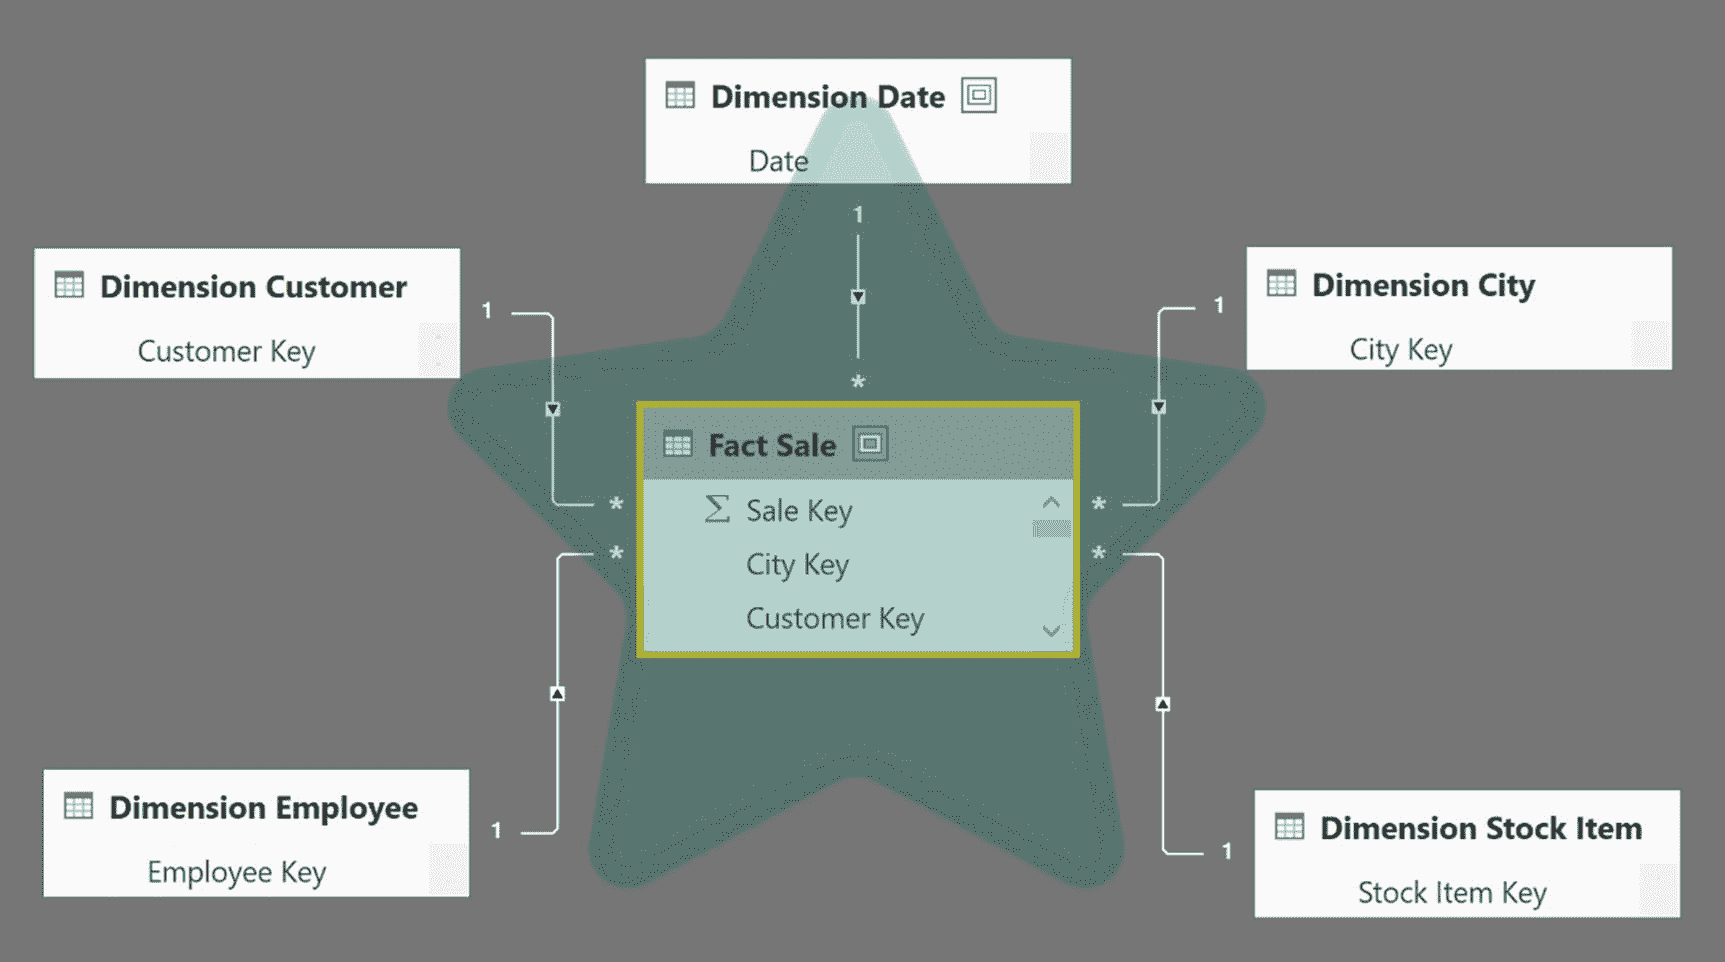 Dimension Date
Date
1
*
Dimension Customer
Customer Key
1
*
Dimension City
City Key
1
*
Fact Sale
Σ Sale Key
City Key
Customer Key
*
*
Dimension Employee
Employee Key
1
Dimension Stock Item
Stock Item Key
1